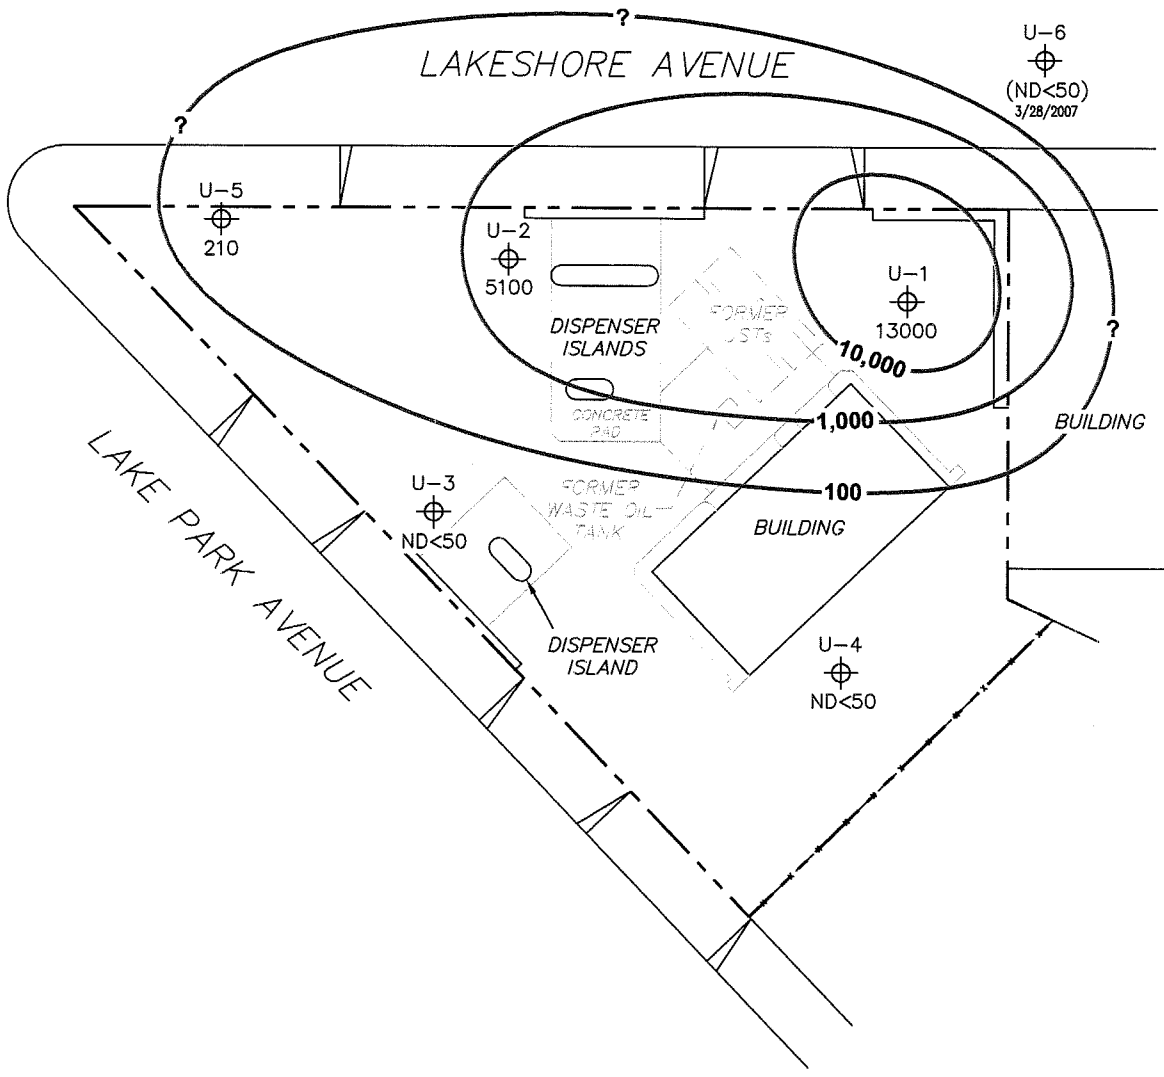 ?
LAKESHORE AVENUE
U-6
(ND<50)
3/28/2007
?
U-5
210
U-2
5100
U-1
13000
FORMER
USTs
DISPENSER
ISLANDS
?
10,000
CONCRETE
PAD
1,000
BUILDING
LAKE PARK AVENUE
U-3
ND<50
FORMER
WASTE OIL
TANK
100
BUILDING
DISPENSER
ISLAND
U-4
ND<50